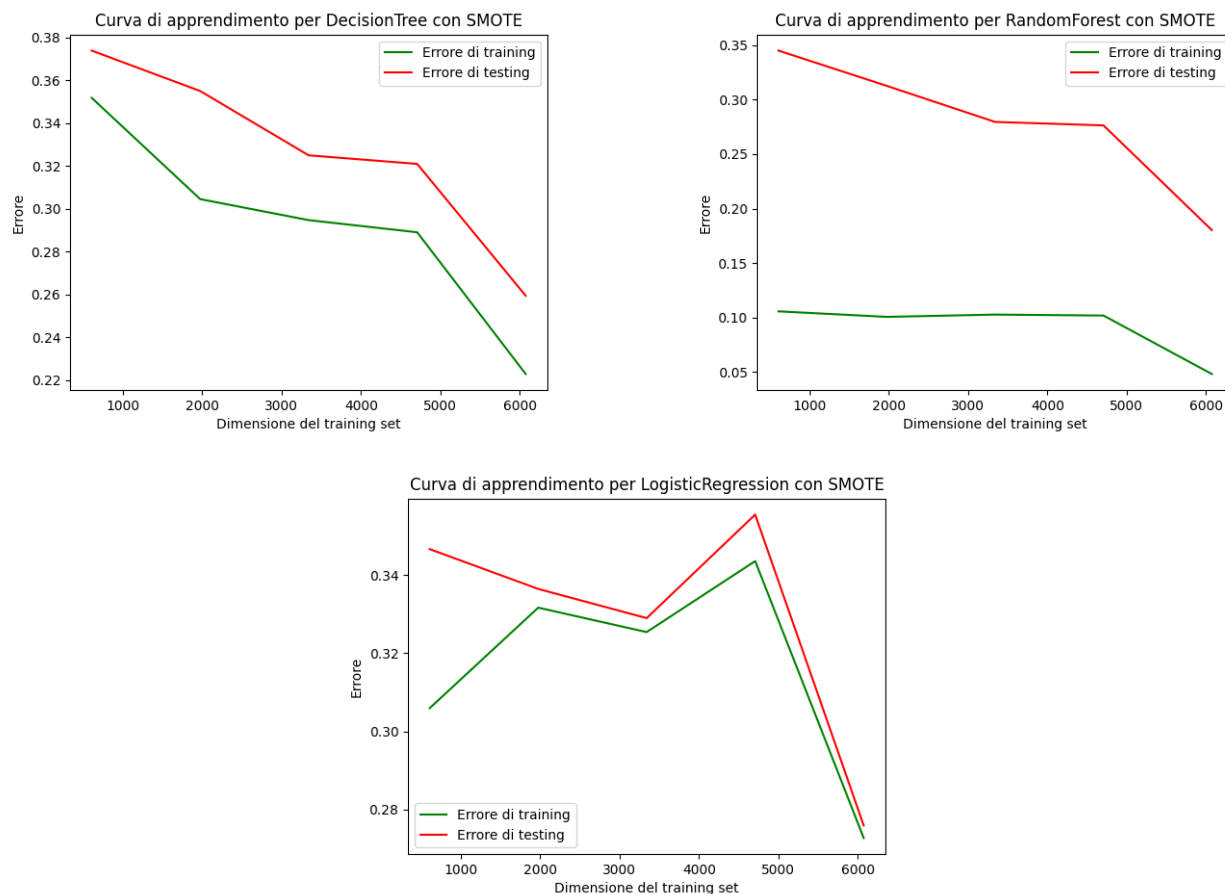 Curva di apprendimento per DecisionTree con SMOTE
Errore di training
Errore di testing
0.38
0.36
0.34
0.32
0.30
0.28
0.26
0.24
0.22
Errore
1000 2000 3000 4000 5000 6000
Dimensione del training set
Curva di apprendimento per RandomForest con SMOTE
Errore di training
Errore di testing
0.35
0.30
0.25
0.20
0.15
0.10
0.05
Errore
1000 2000 3000 4000 5000 6000
Dimensione del training set
Curva di apprendimento per LogisticRegression con SMOTE
0.34
0.32
0.30
0.28
Errore
Errore di training
Errore di testing
1000 2000 3000 4000 5000 6000
Dimensione del training set